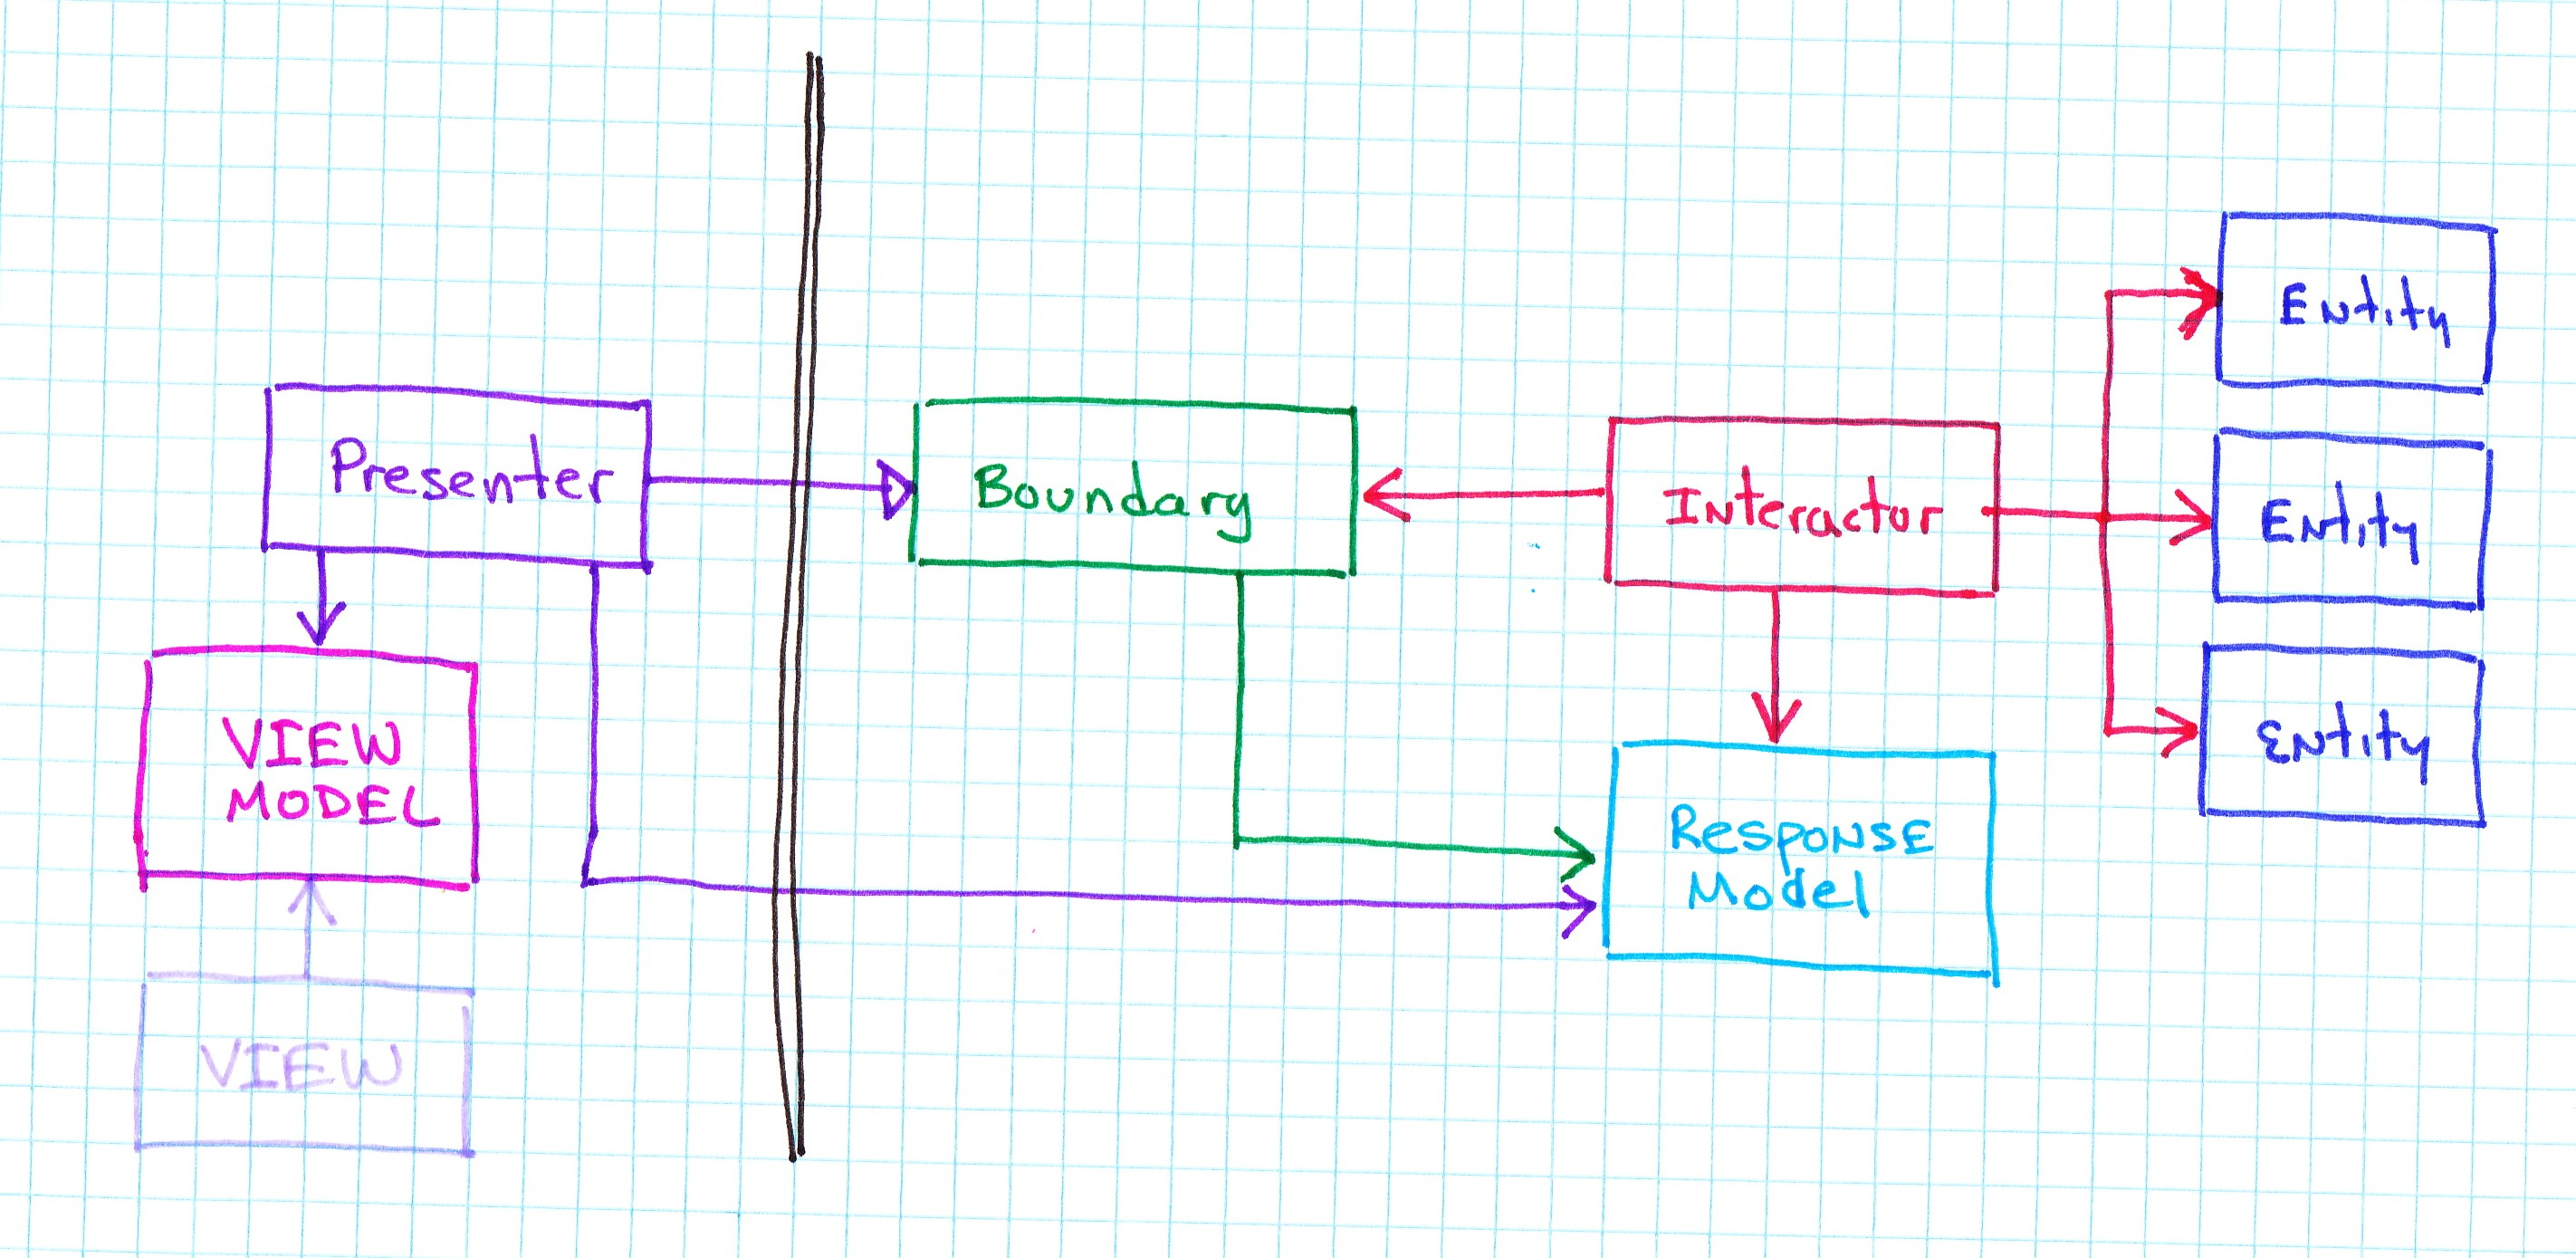 Presenter
Boundary
Interactor
Entity
Entity
Entity
VIEW
MODEL
Response
Model
VIEW